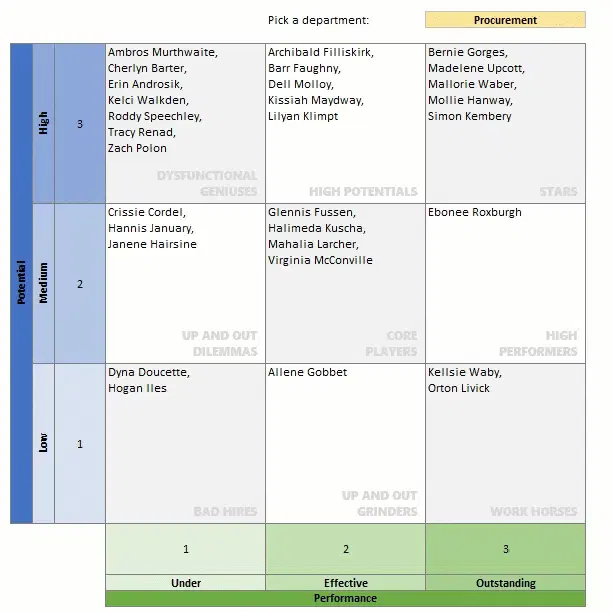 Pick a department:
Procurement
Potential
High
3
Ambros Murthwaite,
Cherlyn Barter,
Erin Androsik,
Kelci Walkden,
Roddy Speechley,
Tracy Renad,
Zach Polon
DYSFUNCTIONAL
GENIUSES
Archibald Filliskirk,
Barr Faughny,
Dell Molloy,
Kissiah Maydway,
Lilyan Klimpt
HIGH POTENTIALS
Bernie Gorges,
Madelene Upcott,
Mallorie Waber,
Mollie Hanway,
Simon Kembery
STARS
Medium
2
Crissie Cordel,
Hannis January,
Janene Hairsine
UP AND OUT
DILEMMAS
Glennis Fussen,
Halimeda Kuscha,
Mahalia Larcher,
Virginia McConville
CORE
PLAYERS
Ebonee Roxburgh
HIGH
PERFORMERS
Low
1
Dyna Doucette,
Hogan Iles
BAD HIRES
Allene Gobbet
UP AND OUT
GRINDERS
Kellsie Waby,
Orton Livick
WORK HORSES
1
2
3
Under
Effective
Outstanding
Performance